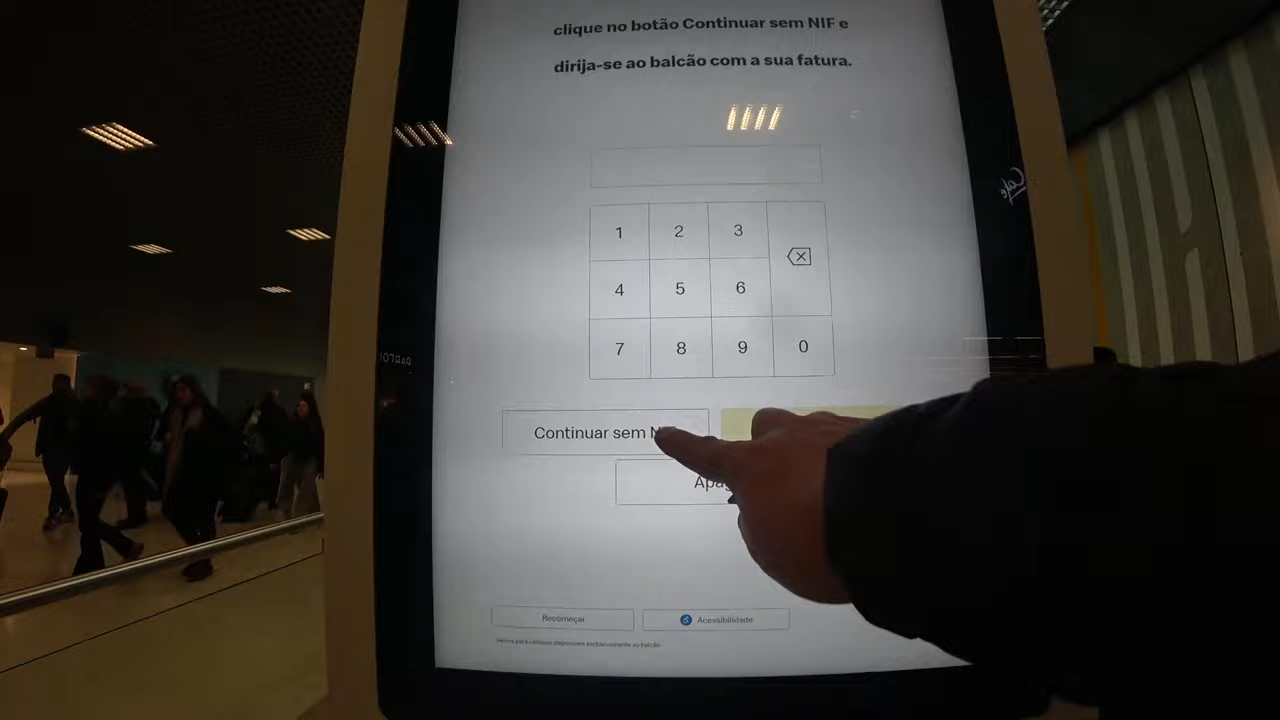 clique no botão Continuar sem NIF e
dirija-se ao balcão com a sua fatura.
1 2 3
4 5 6
7 8 9 0
Continuar sem
Recomeçar
Acessibilidade
Café